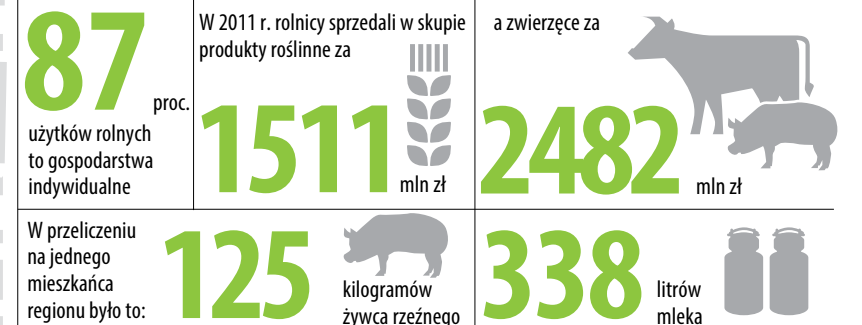 87 proc.
użytków rolnych
to gospodarstwa
indywidualne
W 2011 r. rolnicy sprzedali w skupie
produkty roślinne za
1511
mln zł
a zwierzęce za
2482
mln zł
W przeliczeniu
na jednego
mieszkańca
regionu było to:
125
kilogramów
żywca rzeźnego
338
litrów
mleka